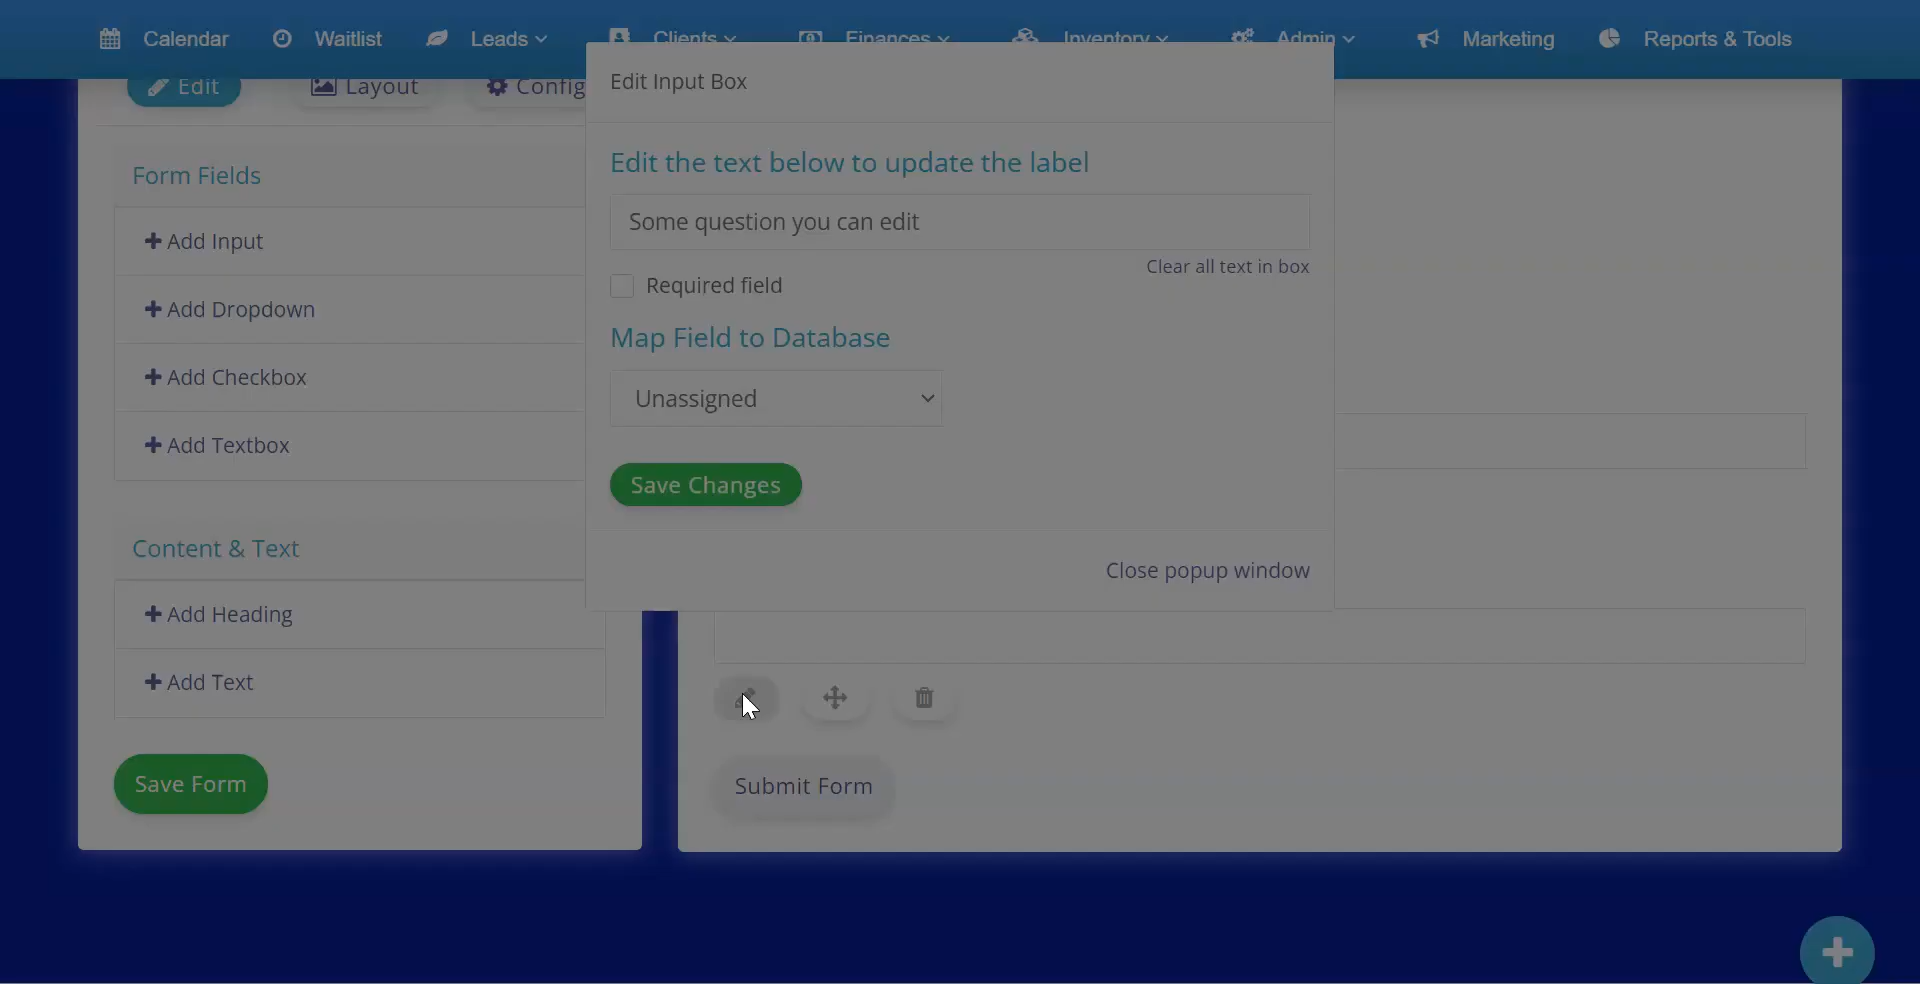 Calendar
Waitlist
Leads
Clients
Finances
Inventory
Admin
Marketing
Reports & Tools
Edit
Layout
Config
Form Fields
Add Input
Add Dropdown
Add Checkbox
Add Textbox
Content & Text
Add Heading
Add Text
Save Form
Edit Input Box
Edit the text below to update the label
Some question you can edit
Clear all text in box
Required field
Map Field to Database
Unassigned
Save Changes
Close popup window
Submit Form